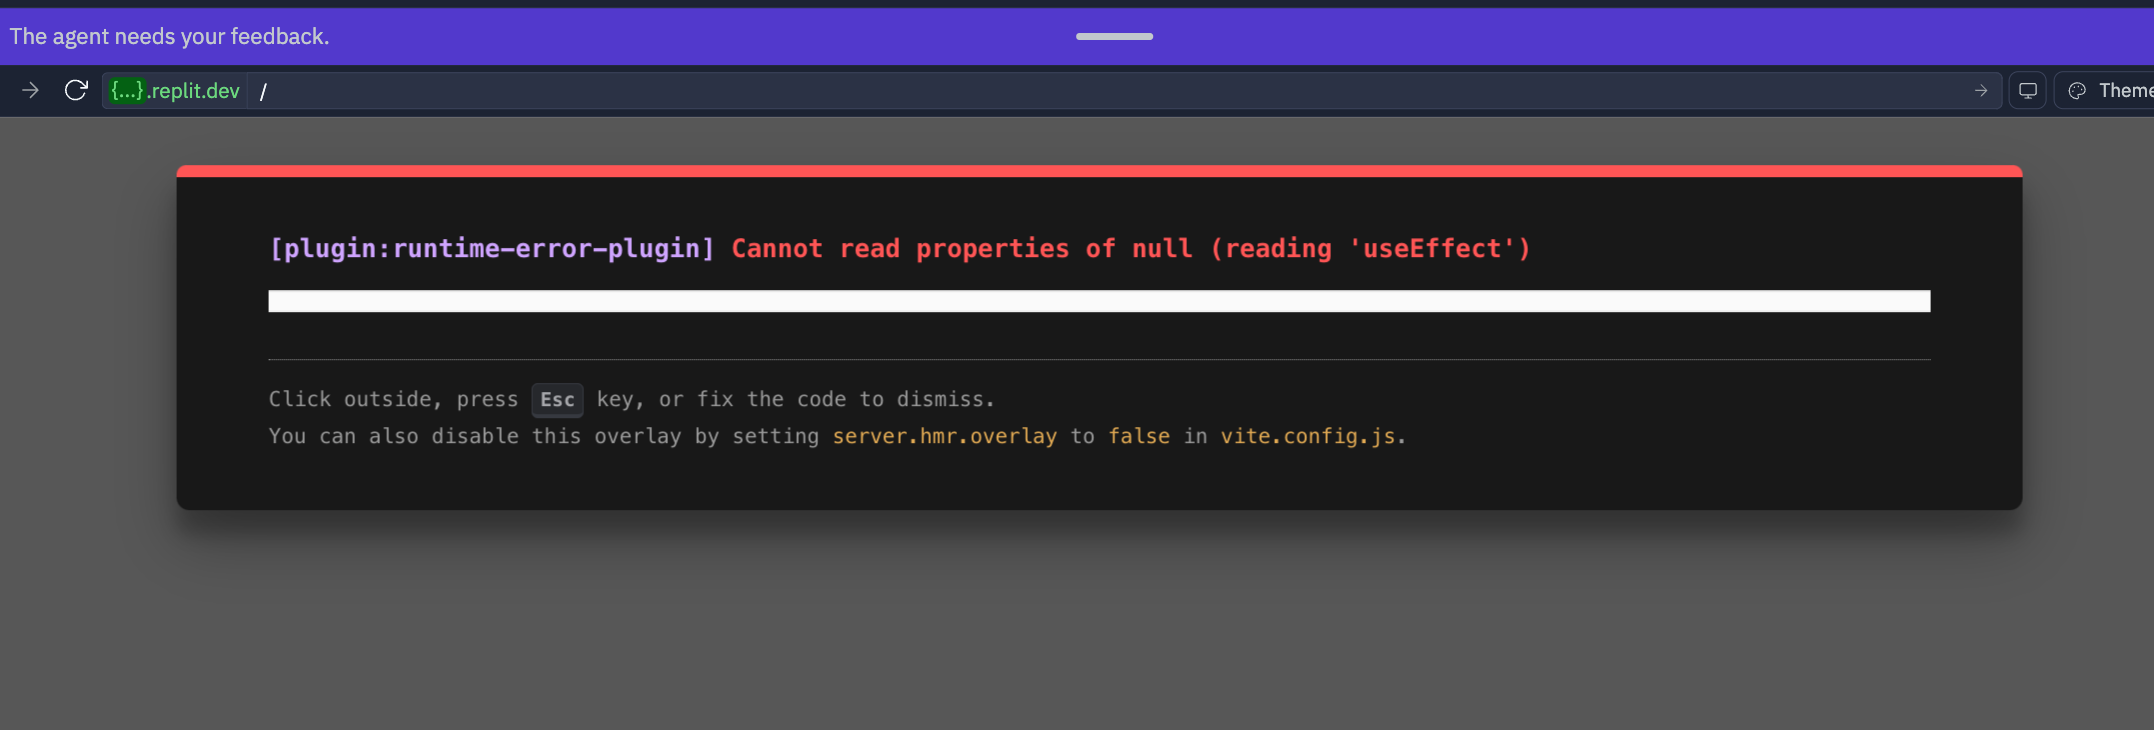 The agent needs your feedback.
{...}.replit.dev /
[plugin:runtime-error-plugin] Cannot read properties of null (reading 'useEffect')
Click outside, press Esc key, or fix the code to dismiss.
You can also disable this overlay by setting server.hmr.overlay to false in vite.config.js.